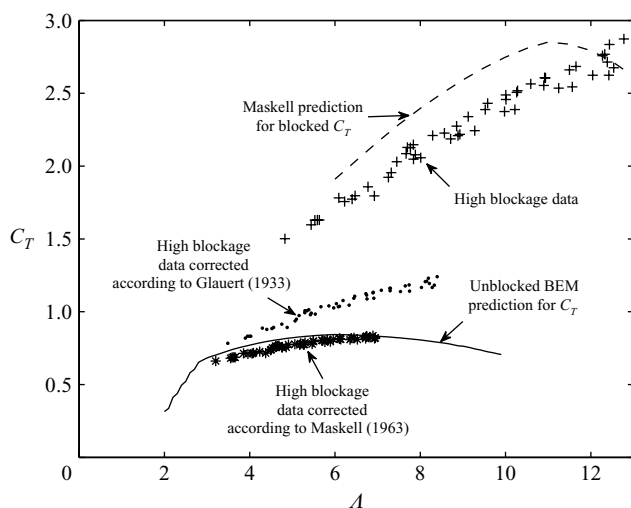 3.0
2.5
2.0
1.5
1.0
0.5
0
2
4
6
8
10
12
C_T
Λ
Maskell prediction
for blocked C_T
High blockage data
High blockage
data corrected
according to Glauert (1933)
Unblocked BEM
prediction for C_T
High blockage
data corrected
according to Maskell (1963)